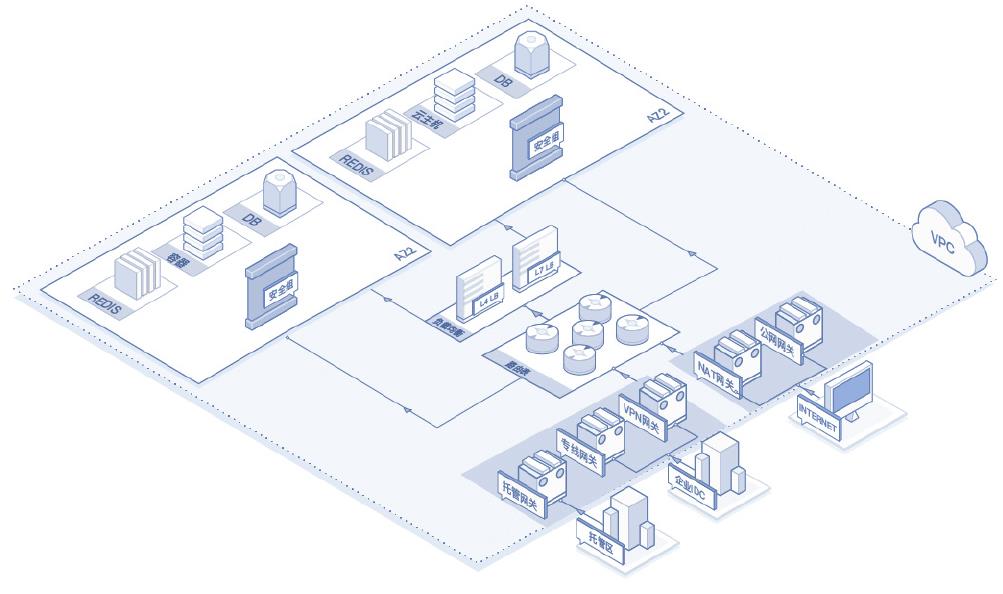 DB
云主机
REDIS
安全组
AZ2
DB
容器
REDIS
安全组
AZ2
VPC
L7 LB
L4 LB
负载均衡
路由表
公网网关
NAT网关
INTERNET
VPN网关
专线网关
托管网关
企业IDC
托管区